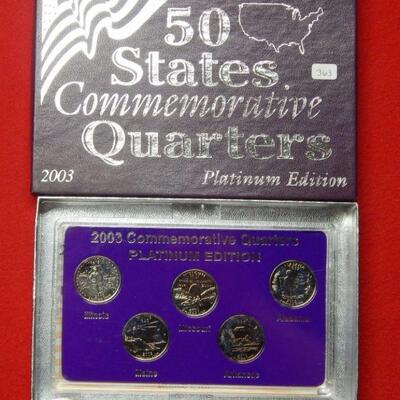 50
363
States
Commemorative
Quarters
2003 Platinum Edition
2003 Commemorative Quarters
PLATINUM EDITION
Illinois
Missouri
Alabama
Maine
Arkansas